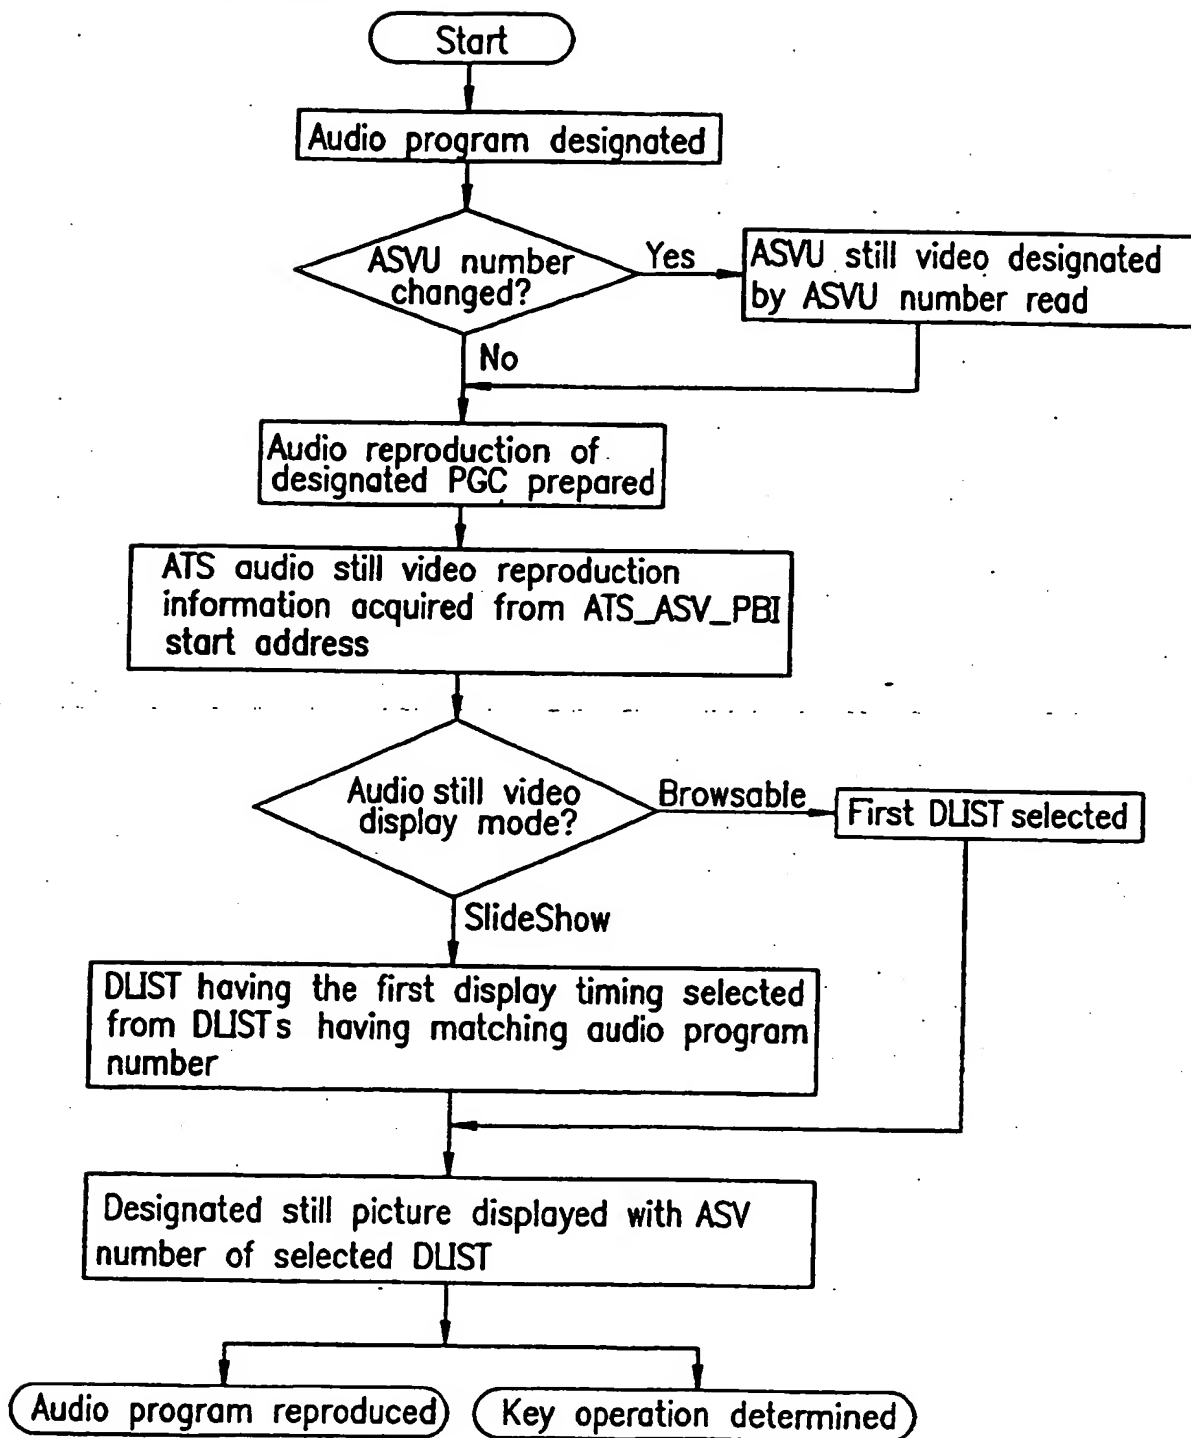 Start
Audio program designated
ASVU number
changed?
Yes
ASVU still video designated
by ASVU number read
No
Audio reproduction of
designated PGC prepared
ATS audio still video reproduction
information acquired from ATS_ASV_PBI
start address
Audio still video
display mode?
Browsable
First DLIST selected
SlideShow
DLIST having the first display timing selected
from DLISTs having matching audio program
number
Designated still picture displayed with ASV
number of selected DLIST
Audio program reproduced
Key operation determined